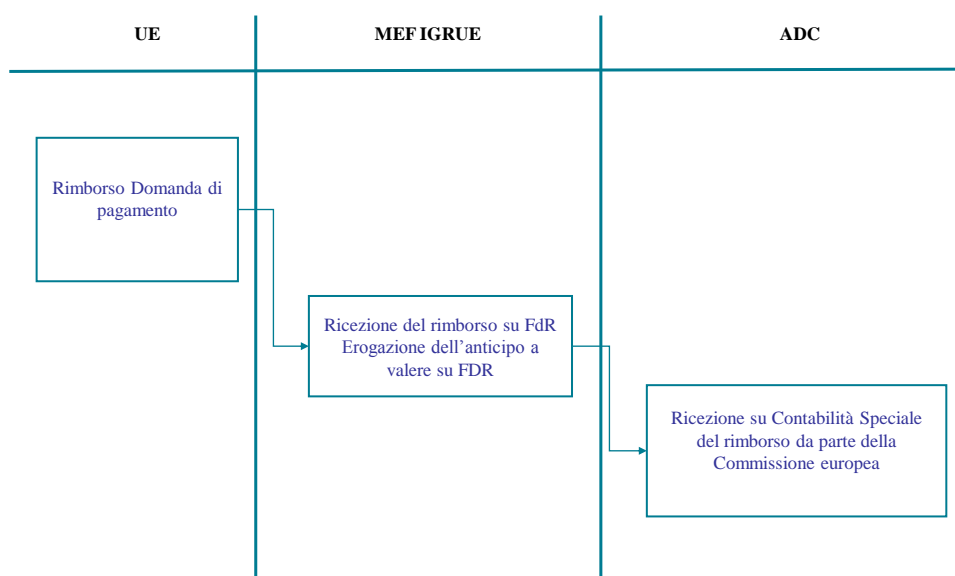 UE
MEF IGRUE
ADC
Rimborso Domanda di
pagamento
Ricezione del rimborso su FdR
Erogazione dell’anticipo a
valere su FDR
Ricezione su Contabilità Speciale
del rimborso da parte della
Commissione europea